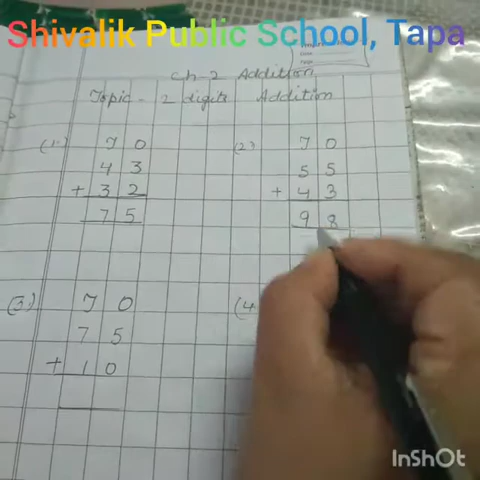 Shivalik Public School, Tapa
Ch-2 Addition
Topic - 2 digits Addition
(1) T O
4 3
+ 3 2
7 5
(2) T O
5 5
+ 4 3
9 8
(3) T O
7 5
+ 1 0
(4
InShOt